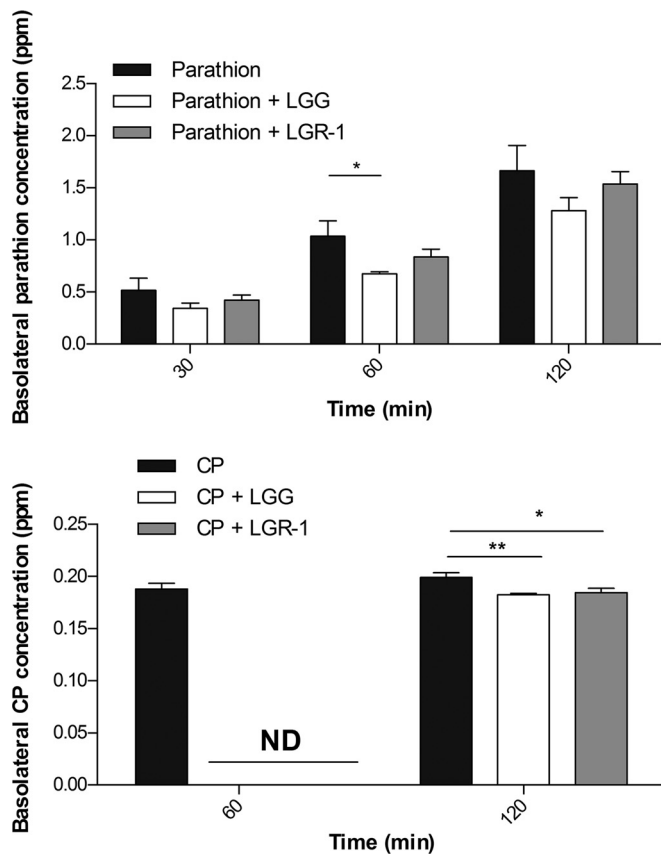 Basolateral parathion concentration (ppm)
Parathion
Parathion + LGG
Parathion + LGR-1
2.5
2.0
1.5
1.0
0.5
0.0
*
30
60
120
Time (min)
Basolateral CP concentration (ppm)
CP
CP + LGG
CP + LGR-1
0.25
0.20
0.15
0.10
0.05
0.00
*
**
ND
60
120
Time (min)